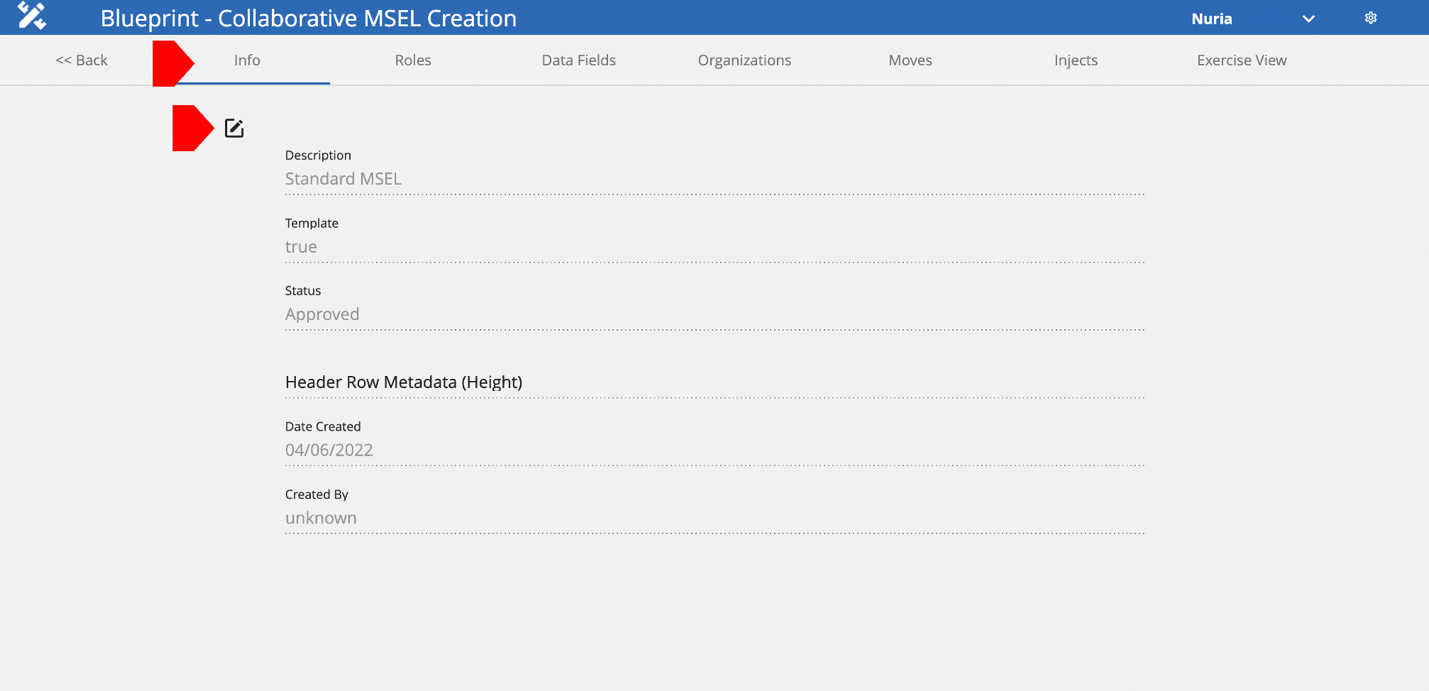 Blueprint - Collaborative MSEL Creation
Nuria
<< Back
Info
Roles
Data Fields
Organizations
Moves
Injects
Exercise View
Description
Standard MSEL
Template
true
Status
Approved
Header Row Metadata (Height)
Date Created
04/06/2022
Created By
unknown